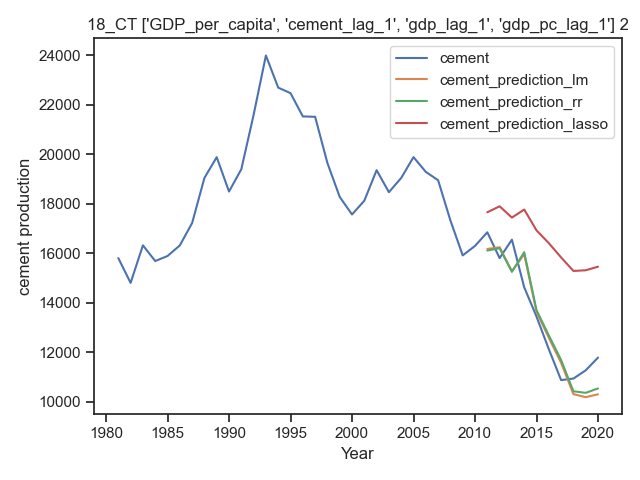 18_CT ['GDP_per_capita', 'cement_lag_1', 'gdp_lag_1', 'gdp_pc_lag_1'] 2
cement
cement_prediction_lm
cement_prediction_rr
cement_prediction_lasso
24000
22000
20000
18000
16000
14000
12000
10000
cement production
1980 1985 1990 1995 2000 2005 2010 2015 2020
Year